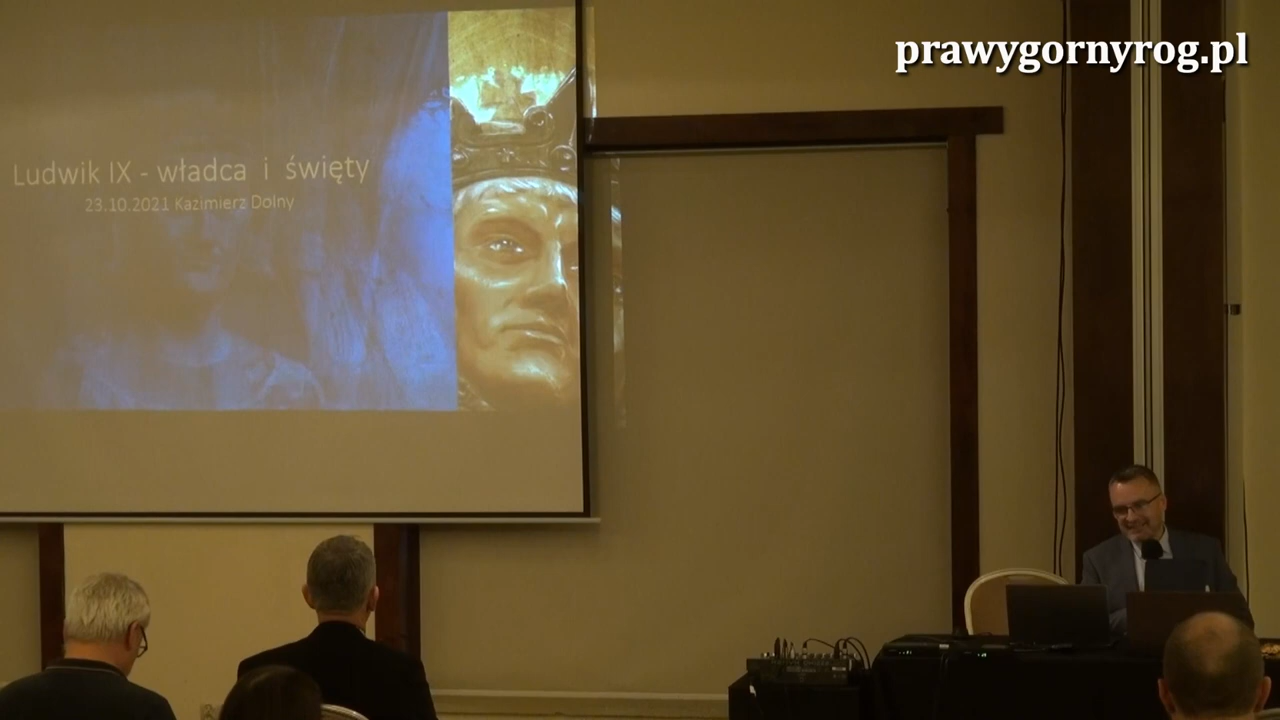 prawygornyrog.pl
Ludwik IX - władca i święty
23.10.2021 Kazimierz Dolny